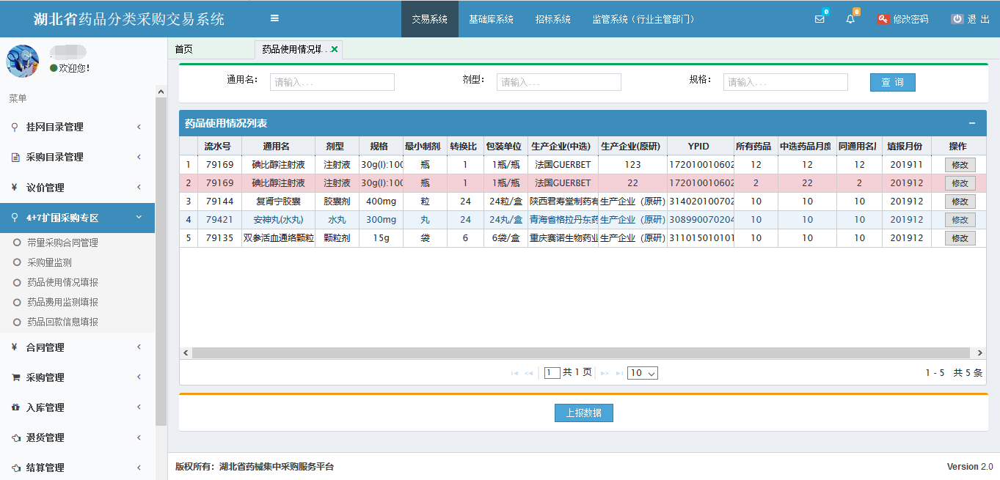 湖北省药品分类采购交易系统
交易系统 基础库系统 招标系统 监管系统（行业主管部门） 0 0 修改密码 退 出
欢迎您!
首页 药品使用情况填...
菜单
通用名： 请输入... 剂型： 请输入... 规格： 请输入... 查 询
挂网目录管理
采购目录管理
¥ 议价管理
4+7扩围采购专区
带量采购合同管理
采购量监测
药品使用情况填报
药品费用监测填报
药品回款信息填报
¥ 合同管理
采购管理
入库管理
退货管理
结算管理
药品使用情况列表
流水号 通用名 剂型 规格 最小制剂 转换比 包装单位 生产企业(中选) 生产企业(原研) YPID 所有药品 中选药品月度 同通用名 填报月份 操作
1 79169 碘比醇注射液 注射液 30g(I):100 瓶 1 1瓶/瓶 法国GUERBET 123 172010010602 12 12 12 201911 修改
2 79169 碘比醇注射液 注射液 30g(I):100 瓶 1 1瓶/瓶 法国GUERBET 22 172010010602 2 22 2 201912 修改
3 79144 复肾宁胶囊 胶囊剂 400mg 粒 24 24粒/盒 陕西君寿堂制药有 生产企业（原研） 314020100702 10 10 10 201912 修改
4 79421 安神丸(水丸) 水丸 300mg 丸 24 24丸/盒 青海省格拉丹东药 生产企业（原研） 308990070204 10 10 10 201912 修改
5 79135 双参活血通络颗粒 颗粒剂 15g 袋 6 6袋/盒 重庆赛诺生物药业 生产企业（原研） 311015010101 10 10 10 201912 修改
1 共 1 页 10 1 - 5 共 5 条
上报数据
版权所有：湖北省药械集中采购服务平台 Version 2.0